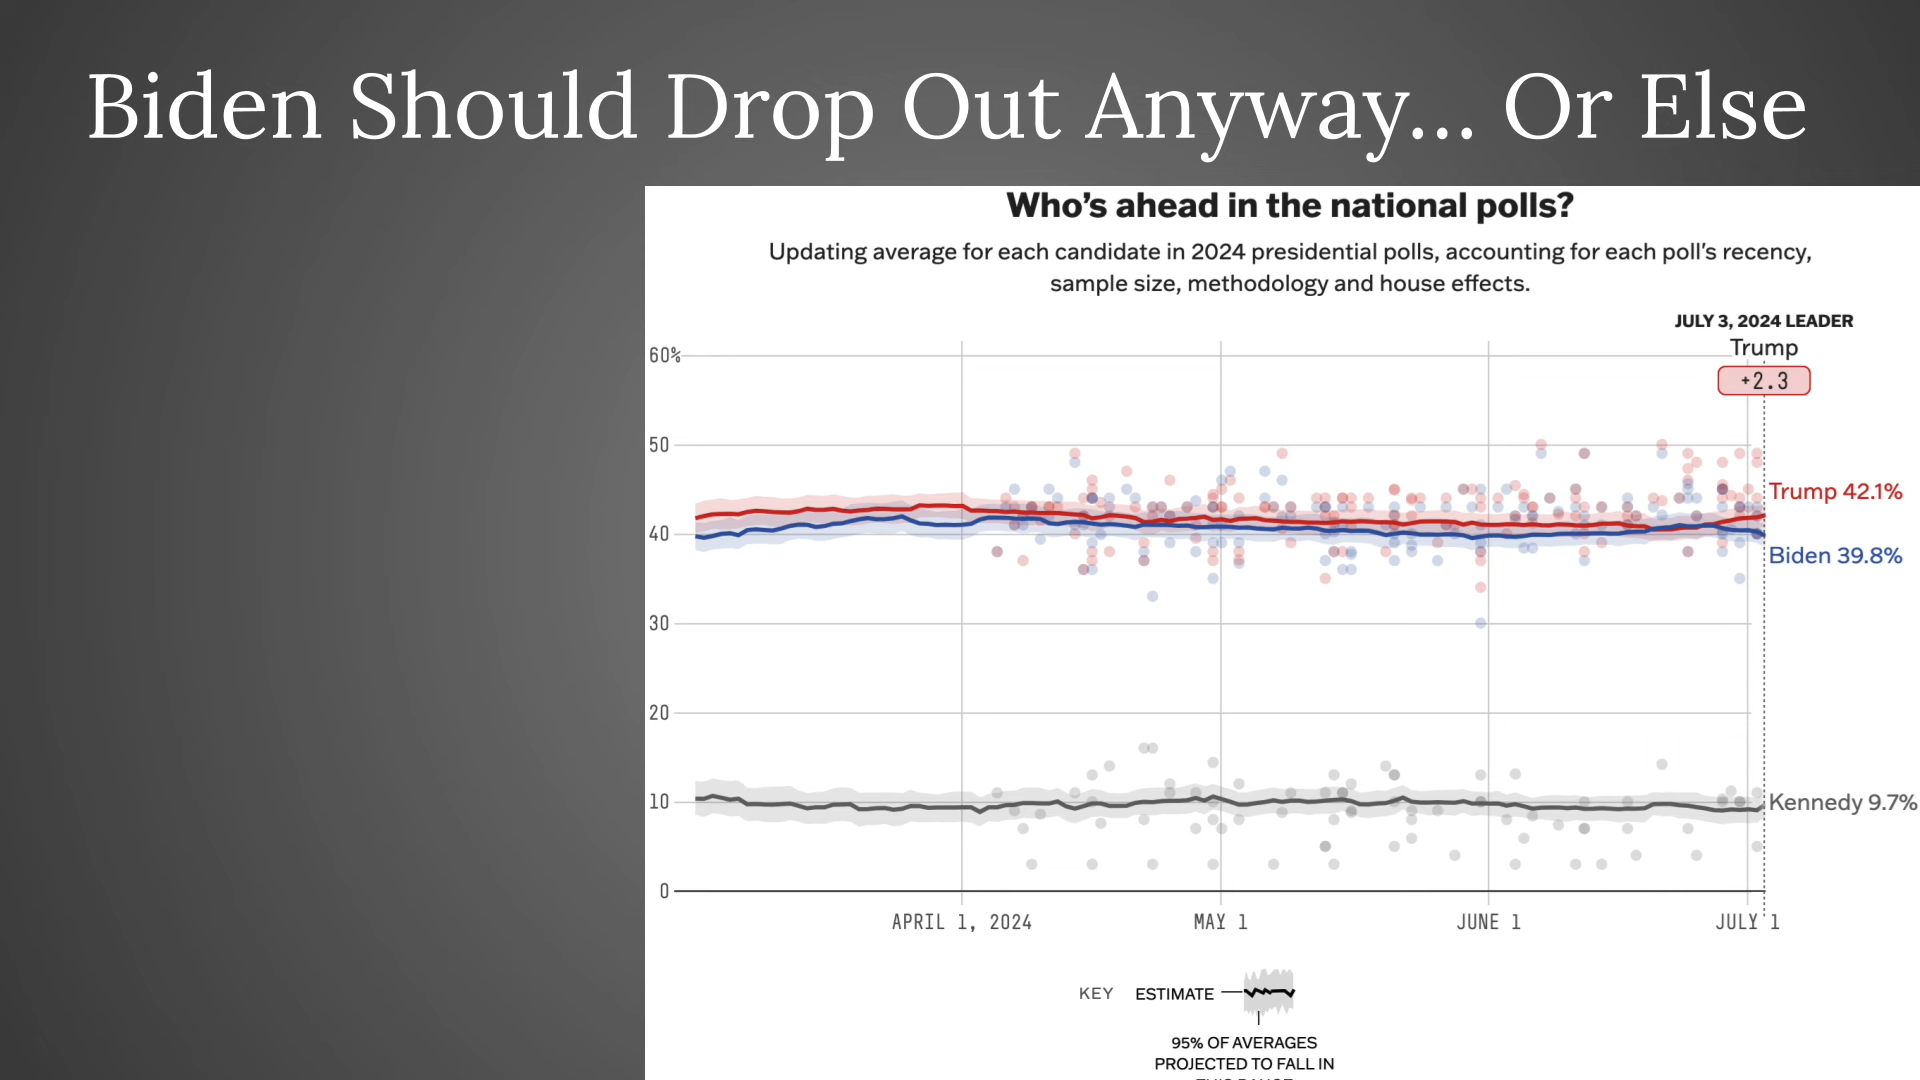 Biden Should Drop Out Anyway... Or Else
Who's ahead in the national polls?
Updating average for each candidate in 2024 presidential polls, accounting for each poll's recency,
sample size, methodology and house effects.
JULY 3, 2024 LEADER
Trump
+2.3
60%
50
40
30
20
10
0
Trump 42.1%
Biden 39.8%
Kennedy 9.7%
APRIL 1, 2024
MAY 1
JUNE 1
JULY 1
KEY
ESTIMATE
95% OF AVERAGES
PROJECTED TO FALL IN